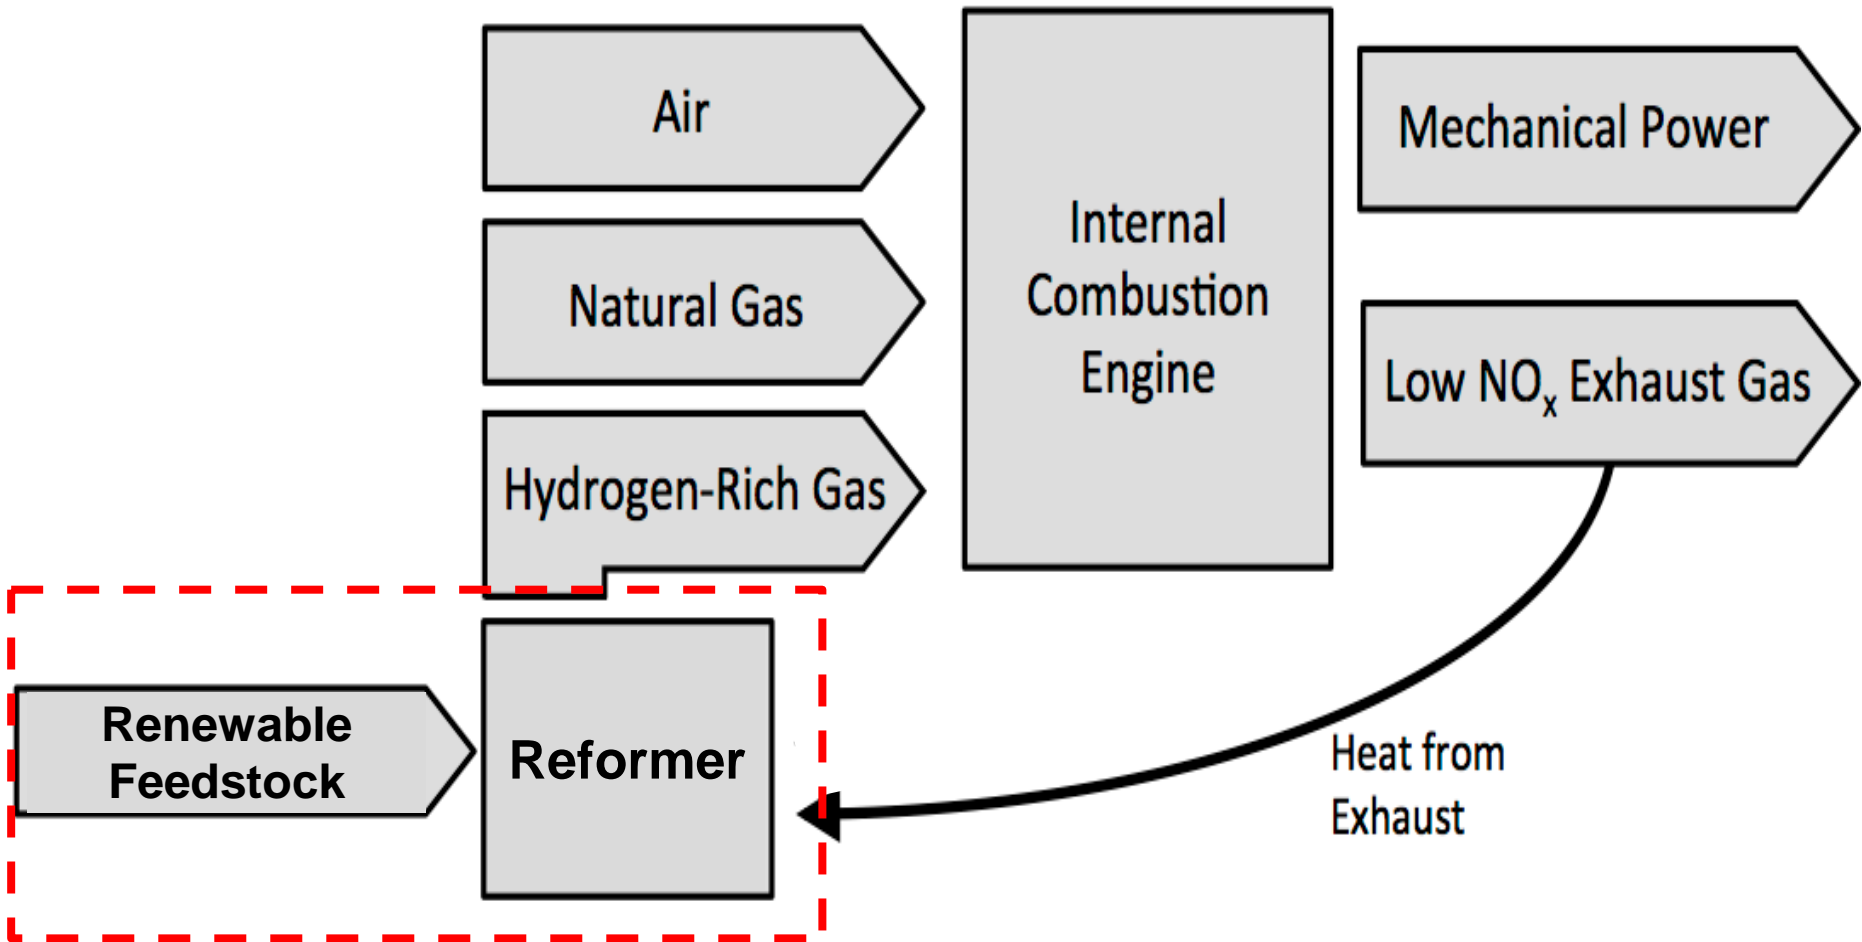 Air
Mechanical Power
Natural Gas
Internal
Combustion
Engine
Low NOₓ Exhaust Gas
Hydrogen-Rich Gas
Renewable
Feedstock
Reformer
Heat from
Exhaust